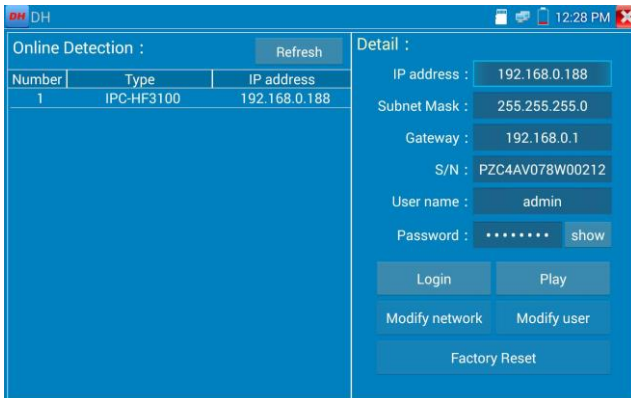 DH DH 12:28 PM
Online Detection :
Refresh
Number Type IP address
1 IPC-HF3100 192.168.0.188
Detail :
IP address : 192.168.0.188
Subnet Mask : 255.255.255.0
Gateway : 192.168.0.1
S/N : PZC4AV078W00212
User name : admin
Password : •••••••• show
Login Play
Modify network Modify user
Factory Reset